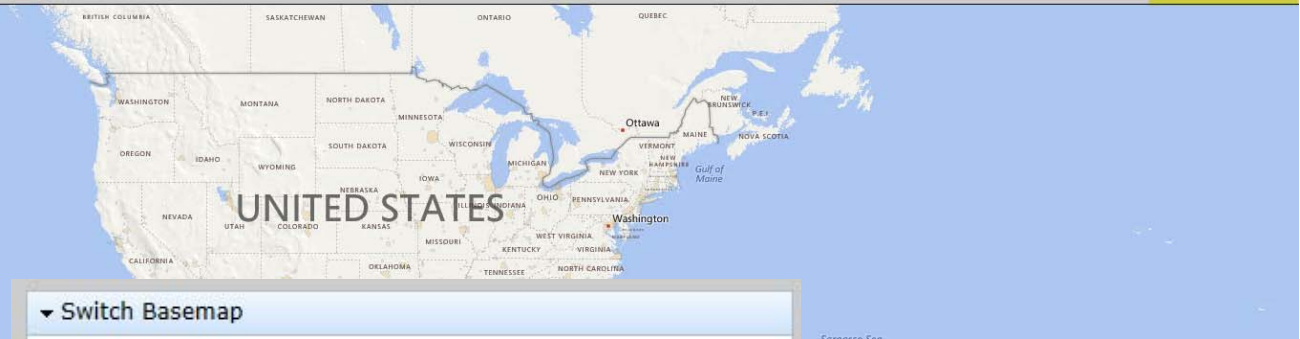 BRITISH COLUMBIA SASKATCHEWAN ONTARIO QUEBEC
WASHINGTON MONTANA NORTH DAKOTA MINNESOTA NEW BRUNSWICK P.E.I.
Ottawa
MAINE NOVA SCOTIA
OREGON IDAHO SOUTH DAKOTA WISCONSIN VERMONT
WYOMING MICHIGAN NEW YORK NEW HAMPSHIRE Gulf of Maine
IOWA
NEBRASKA
UNITED STATES
ILLINOIS INDIANA OHIO PENNSYLVANIA
NEVADA UTAH COLORADO KANSAS Washington
MISSOURI WEST VIRGINIA
KENTUCKY VIRGINIA
CALIFORNIA OKLAHOMA TENNESSEE NORTH CAROLINA
Switch Basemap